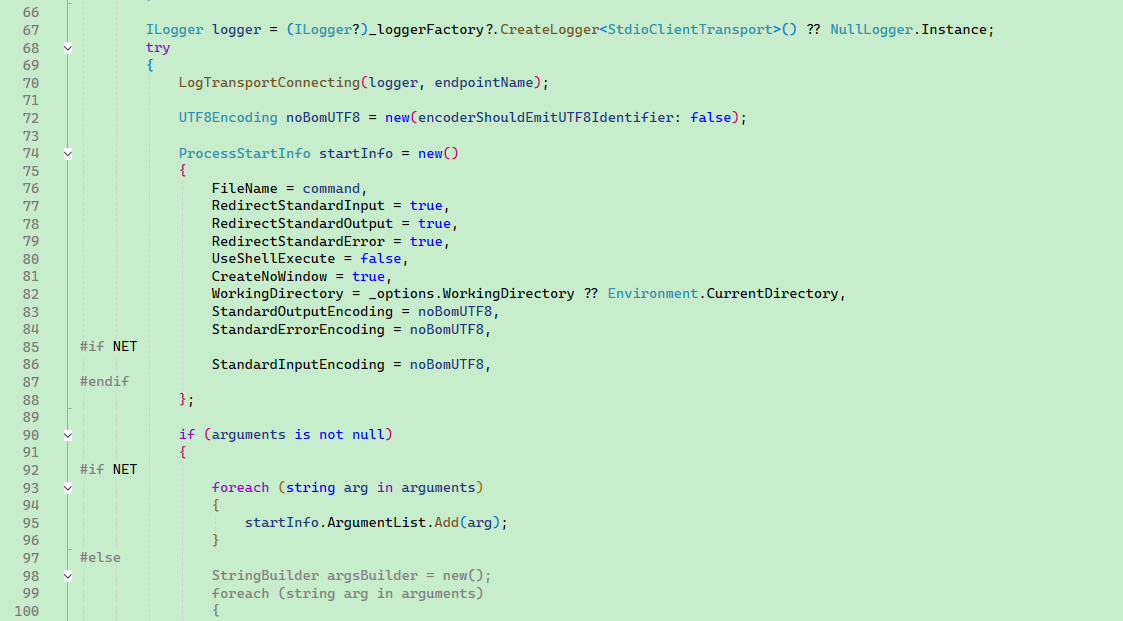 66
67 ILogger logger = (ILogger?)_loggerFactory?.CreateLogger<StdioClientTransport>() ?? NullLogger.Instance;
68 try
69 {
70 LogTransportConnecting(logger, endpointName);
71
72 UTF8Encoding noBomUTF8 = new(encoderShouldEmitUTF8Identifier: false);
73
74 ProcessStartInfo startInfo = new()
75 {
76 FileName = command,
77 RedirectStandardInput = true,
78 RedirectStandardOutput = true,
79 RedirectStandardError = true,
80 UseShellExecute = false,
81 CreateNoWindow = true,
82 WorkingDirectory = _options.WorkingDirectory ?? Environment.CurrentDirectory,
83 StandardOutputEncoding = noBomUTF8,
84 StandardErrorEncoding = noBomUTF8,
85 #if NET
86 StandardInputEncoding = noBomUTF8,
87 #endif
88 };
89
90 if (arguments is not null)
91 {
92 #if NET
93 foreach (string arg in arguments)
94 {
95 startInfo.ArgumentList.Add(arg);
96 }
97 #else
98 StringBuilder argsBuilder = new();
99 foreach (string arg in arguments)
100 {